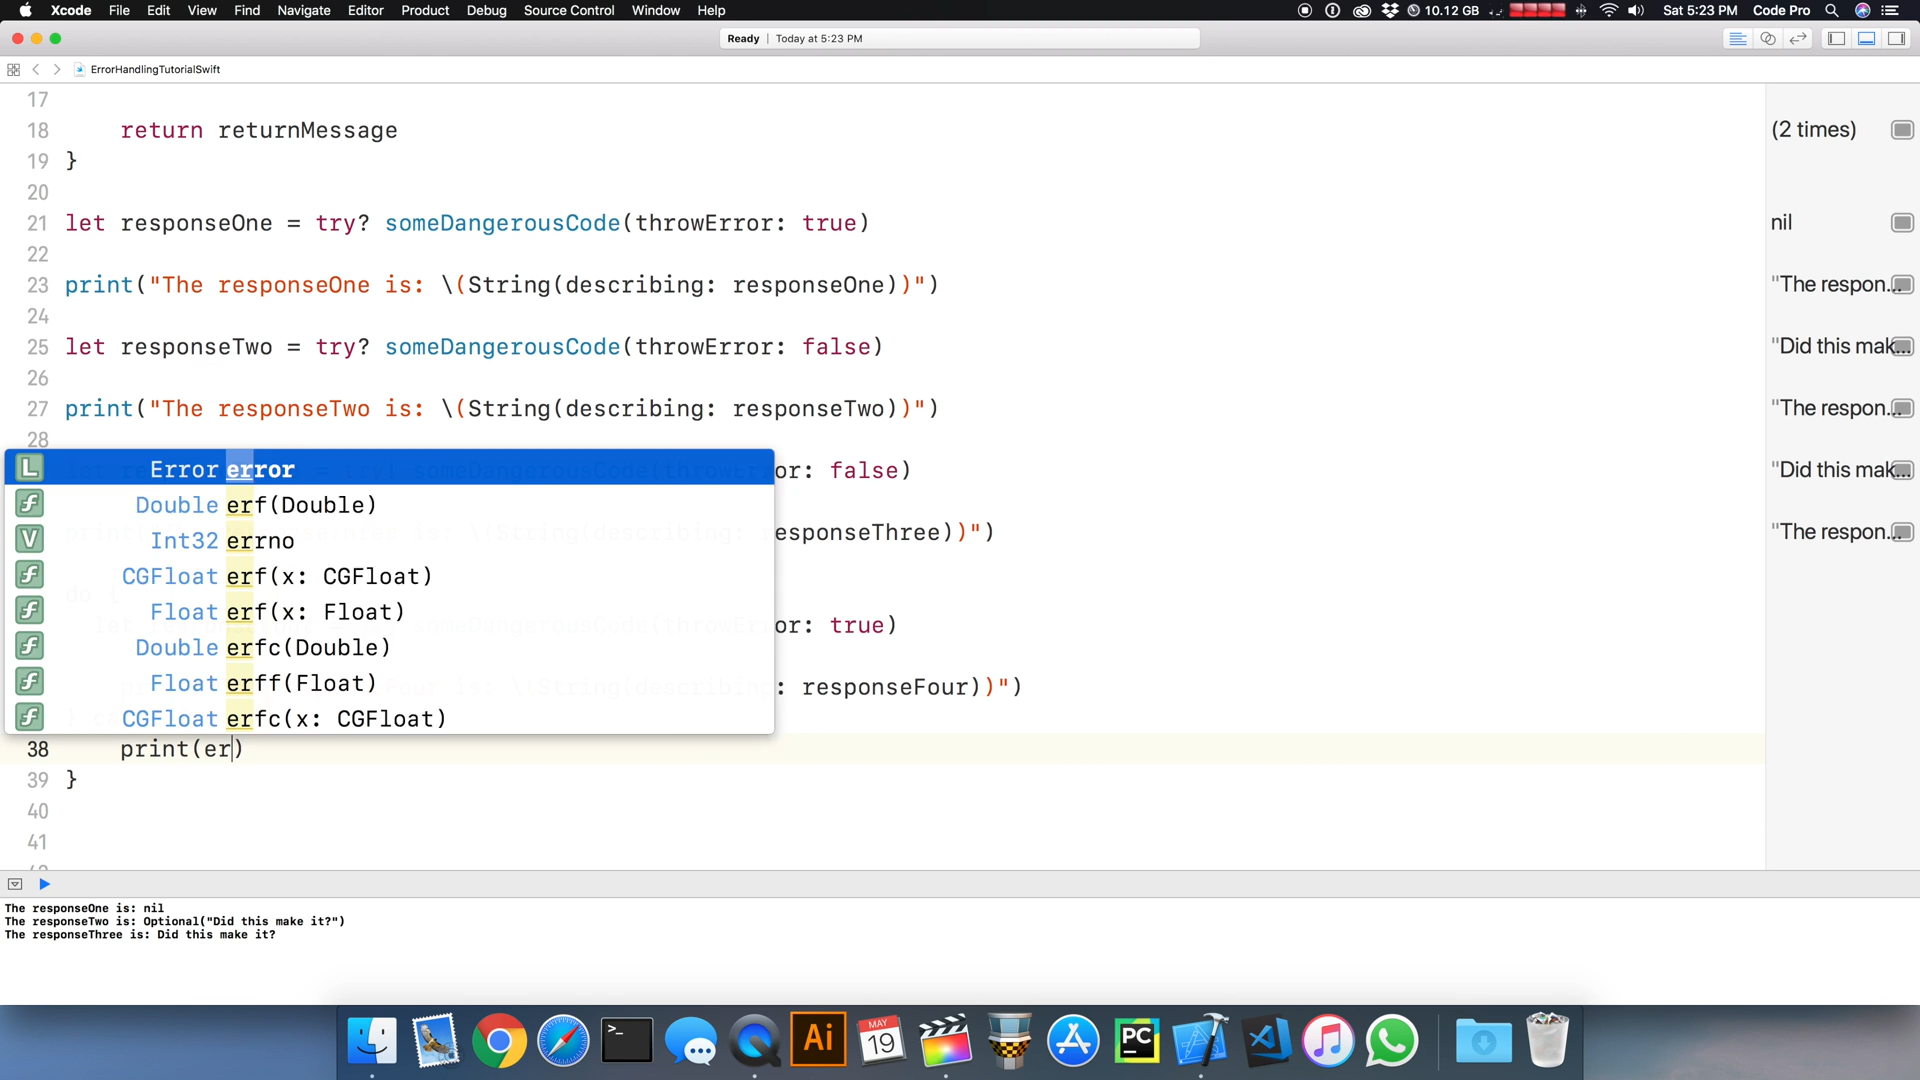 Xcode File Edit View Find Navigate Editor Product Debug Source Control Window Help 10.12 GB Sat 5:23 PM Code Pro
Ready | Today at 5:23 PM
ErrorHandlingTutorialSwift
17
18 return returnMessage (2 times)
19 }
20
21 let responseOne = try? someDangerousCode(throwError: true) nil
22
23 print("The responseOne is: \(String(describing: responseOne))") "The respon...
24
25 let responseTwo = try? someDangerousCode(throwError: false) "Did this mak...
26
27 print("The responseTwo is: \(String(describing: responseTwo))") "The respon...
28
L Error error or: false) "Did this mak...
f Double erf(Double)
V Int32 errno esponseThree))") "The respon...
f CGFloat erf(x: CGFloat)
f Float erf(x: Float) or: true)
f Double erfc(Double)
f Float erff(Float) : responseFour))")
f CGFloat erfc(x: CGFloat)
38 print(er)
39 }
40
41
The responseOne is: nil
The responseTwo is: Optional("Did this make it?")
The responseThree is: Did this make it?
>_ Ai MAY 19 PC